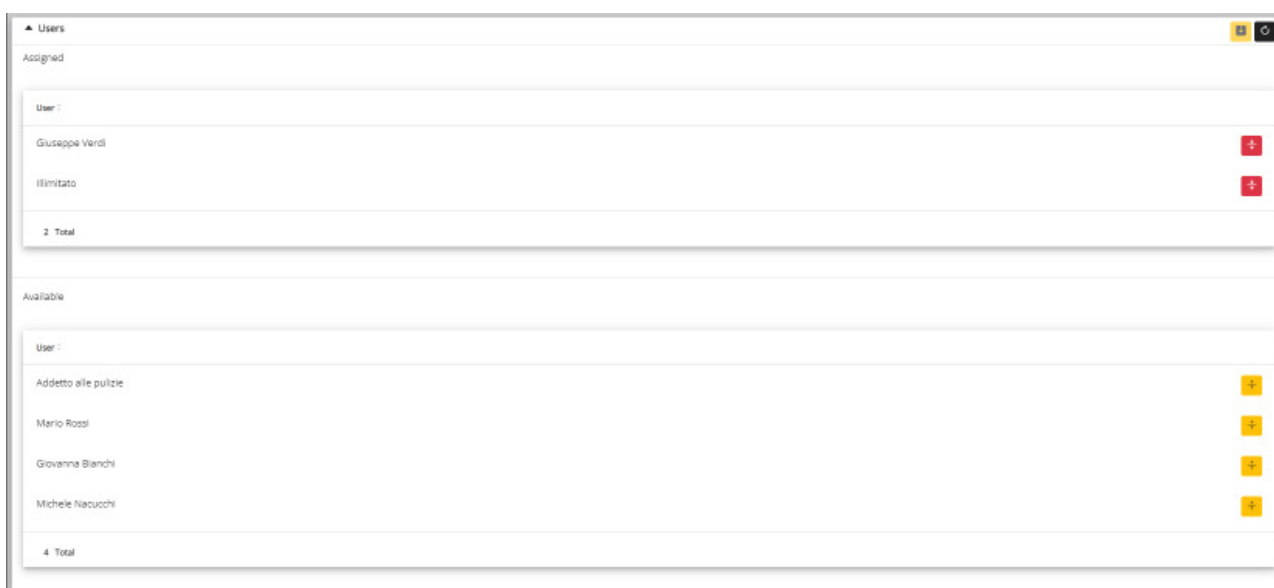 Users
Assigned
User
Giuseppe Verdi
Illimitato
2 Total
Available
User
Addetto alle pulizie
Mario Rossi
Giovanna Bianchi
Michele Nacucchi
4 Total